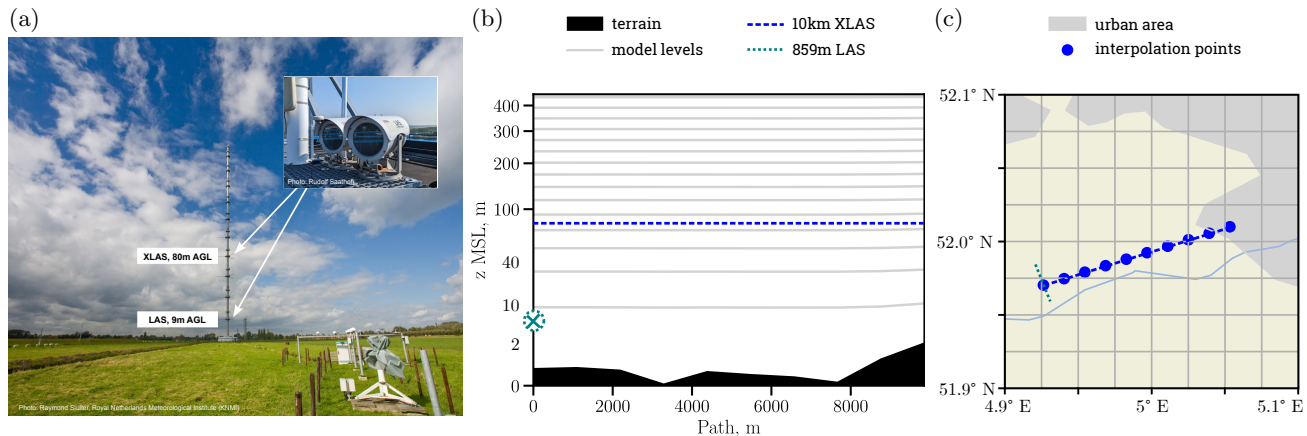 (a)
Photo: Rudolf Saathoff
XLAS, 80m AGL
LAS, 9m AGL
Photo: Raymond Sluiter, Royal Netherlands Meteorological Institute (KNMI)
(b)
terrain
model levels
10km XLAS
859m LAS
z MSL, m
400
300
200
100
40
10
2
0
0
2000
4000
6000
8000
Path, m
(c)
urban area
interpolation points
52.1° N
52.0° N
51.9° N
4.9° E
5° E
5.1° E